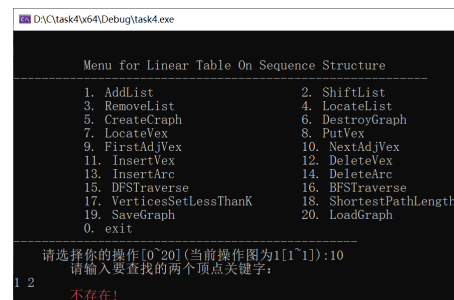 D:\C\task4\x64\Debug\task4.exe
Menu for Linear Table On Sequence Structure
-----------------------------------------------------------
1. AddList 2. ShiftList
3. RemoveList 4. LocateList
5. CreateCraph 6. DestroyGraph
7. LocateVex 8. PutVex
9. FirstAdjVex 10. NextAdjVex
11. InsertVex 12. DeleteVex
13. InsertArc 14. DeleteArc
15. DFSTraverse 16. BFSTraverse
17. VerticesSetLessThanK 18. ShortestPathLength
19. SaveGraph 20. LoadGraph
0. exit
-------------------------------------------------
请选择你的操作[0~20](当前操作图为1[1~1]):10
请输入要查找的两个顶点关键字:
1 2
不存在!